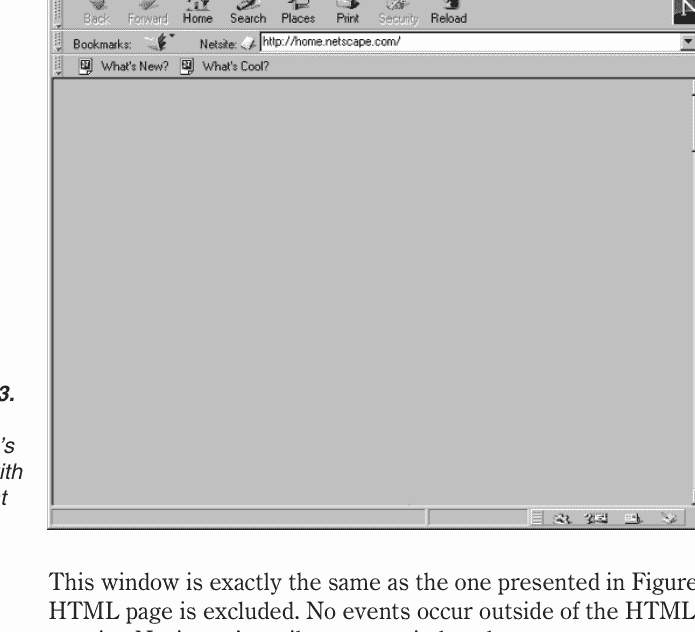 Back Forward Home Search Places Print Security Reload
Bookmarks: Netsite: http://home.netscape.com/
What's New? What's Cool?
3.
's
ith
t
This window is exactly the same as the one presented in Figure
HTML page is excluded. No events occur outside of the HTML